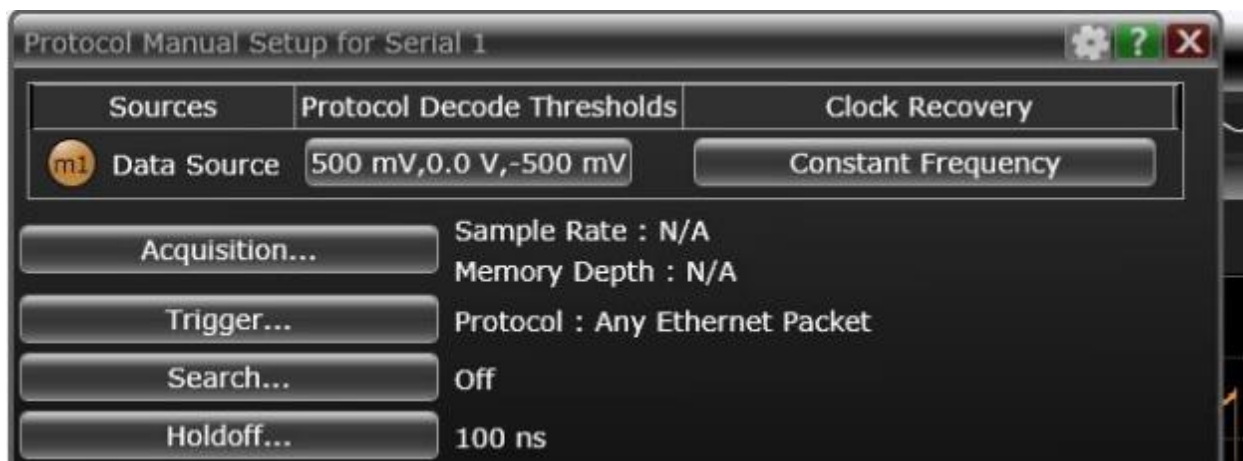 Protocol Manual Setup for Serial 1
?
X
Sources Protocol Decode Thresholds Clock Recovery
m1 Data Source 500 mV,0.0 V,-500 mV Constant Frequency
Acquisition...
Sample Rate : N/A
Memory Depth : N/A
Trigger... Protocol : Any Ethernet Packet
Search... Off
Holdoff... 100 ns